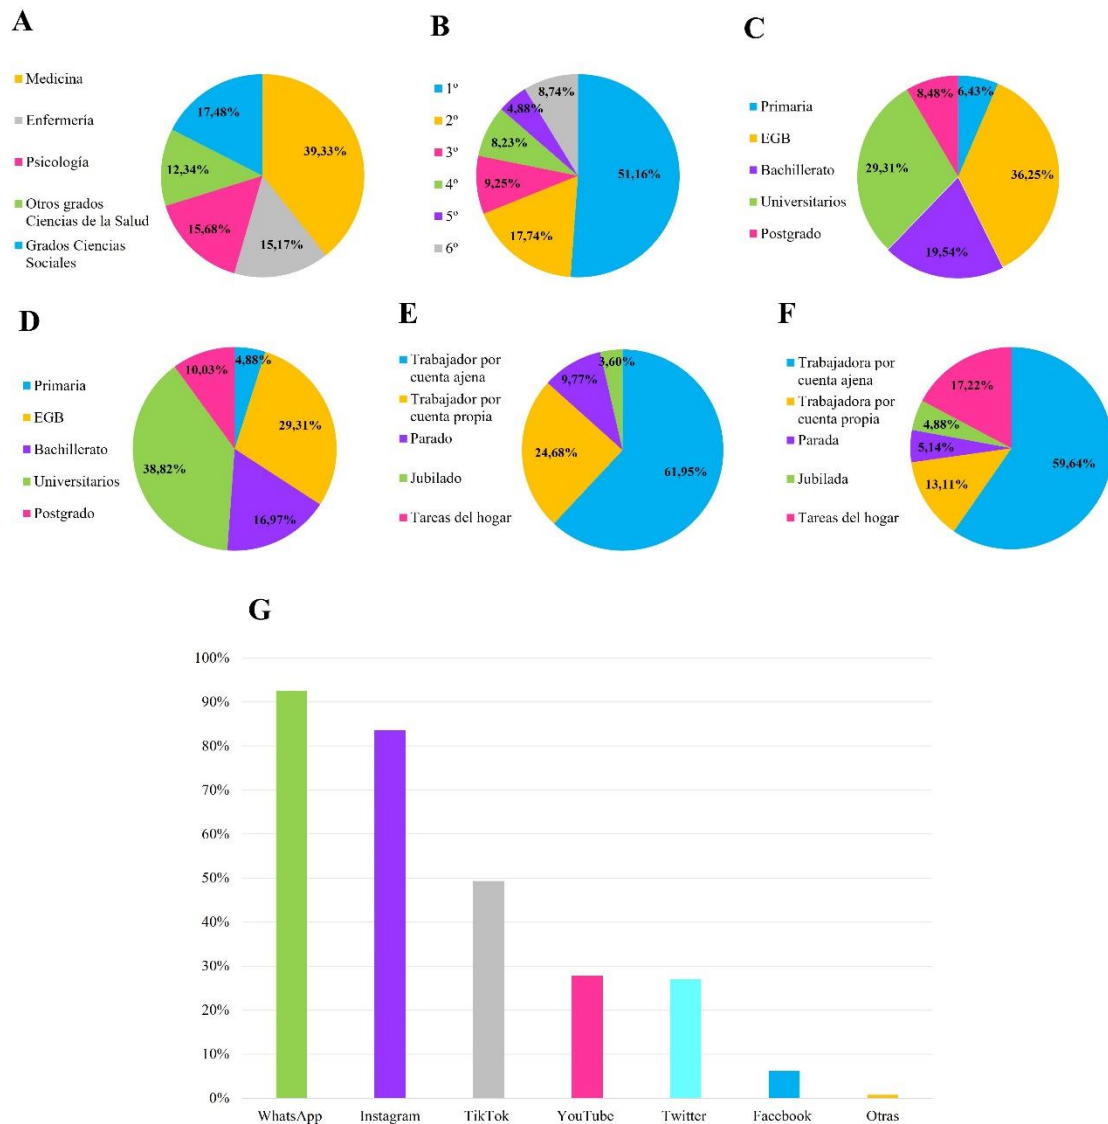 A
Medicina
Enfermería
Psicología
Otros grados
Ciencias de la Salud
Grados Ciencias
Sociales
17,48%
39,33%
12,34%
15,68%
15,17%
B
1º
2º
3º
4º
5º
6º
8,74%
4,88%
8,23%
51,16%
9,25%
17,74%
C
Primaria
EGB
Bachillerato
Universitarios
Postgrado
8,48%
6,43%
29,31%
36,25%
19,54%
D
Primaria
EGB
Bachillerato
Universitarios
Postgrado
10,03%
4,88%
29,31%
38,82%
16,97%
E
Trabajador por
cuenta ajena
Trabajador por
cuenta propia
Parado
Jubilado
Tareas del hogar
3,60%
9,77%
24,68%
61,95%
F
Trabajadora por
cuenta ajena
Trabajadora por
cuenta propia
Parada
Jubilada
Tareas del hogar
17,22%
4,88%
5,14%
59,64%
13,11%
G
100%
90%
80%
70%
60%
50%
40%
30%
20%
10%
0%
WhatsApp Instagram TikTok YouTube Twitter Facebook Otras